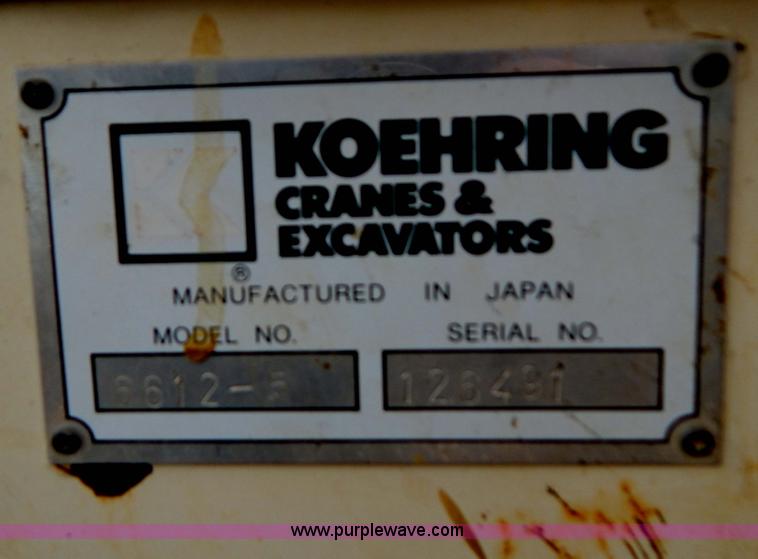 KOEHRING
CRANES &
EXCAVATORS
®
MANUFACTURED IN JAPAN
MODEL NO. SERIAL NO.
www.purplewave.com